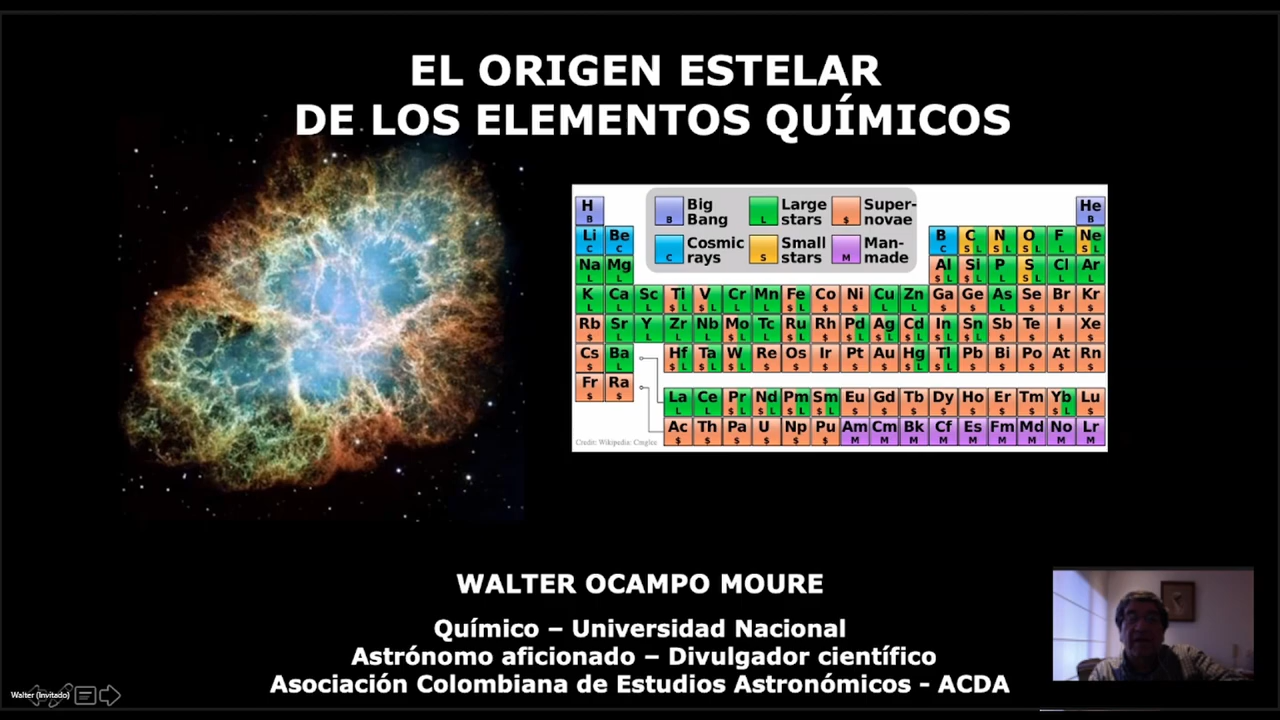 EL ORIGEN ESTELAR
DE LOS ELEMENTOS QUÍMICOS
H He
B B
Big Bang B
Large stars L
Super-novae $
Cosmic rays C
Small stars S
Man-made M
Li Be B C N O F Ne
C C C S L S L S L L S L
Na Mg Al Si P S Cl Ar
L L $ L $ L L S L L L
K Ca Sc Ti V Cr Mn Fe Co Ni Cu Zn Ga Ge As Se Br Kr
L L L $ L $ L L L $ L $ $ L L $ $ L $ $ $
Rb Sr Y Zr Nb Mo Tc Ru Rh Pd Ag Cd In Sn Sb Te I Xe
$ L L L L $ L L $ L $ $ L $ L $ L $ L $ L $ $ $ $
Cs Ba Hf Ta W Re Os Ir Pt Au Hg Tl Pb Bi Po At Rn
$ L $ L $ L $ L $ $ $ $ $ $ L $ L $ $ $ $ $
Fr Ra
$ $
La Ce Pr Nd Pm Sm Eu Gd Tb Dy Ho Er Tm Yb Lu
L L $ L $ L $ L $ L $ $ $ $ $ $ $ $ L $
Ac Th Pa U Np Pu Am Cm Bk Cf Es Fm Md No Lr
$ $ $ $ $ $ M M M M M M M M M
Credit: Wikipedia: Cmglee
WALTER OCAMPO MOURE
Químico – Universidad Nacional
Astrónomo aficionado – Divulgador científico
Asociación Colombiana de Estudios Astronómicos - ACDA
Walter (Invitado)